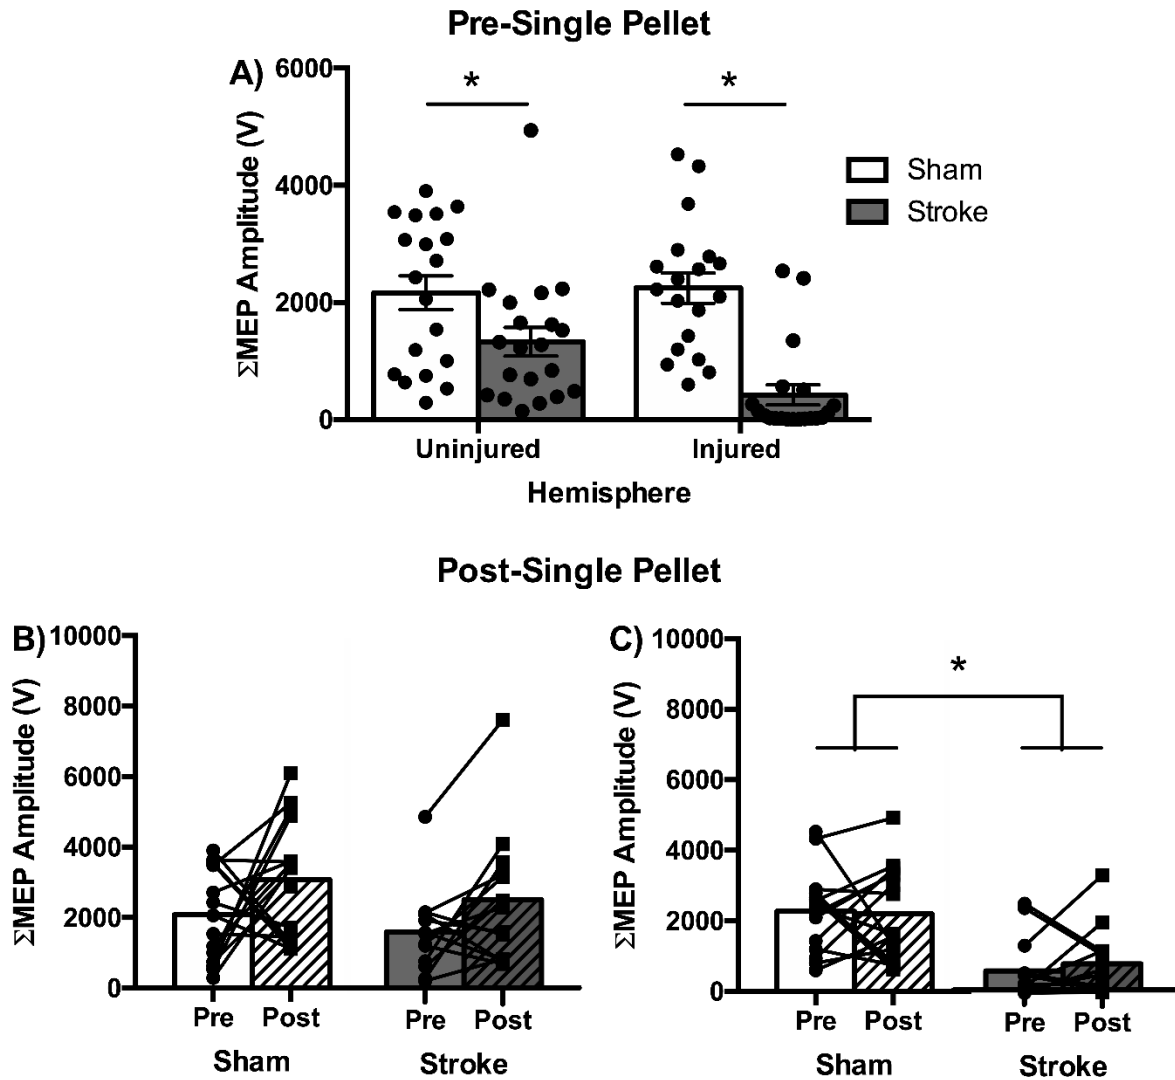 Pre-Single Pellet
A)
ΣMEP Amplitude (V)
6000
4000
2000
0
*
*
Sham
Stroke
Uninjured
Injured
Hemisphere
Post-Single Pellet
B)
ΣMEP Amplitude (V)
10000
8000
6000
4000
2000
0
Pre
Post
Pre
Post
Sham
Stroke
C)
ΣMEP Amplitude (V)
10000
8000
6000
4000
2000
0
*
Pre
Post
Pre
Post
Sham
Stroke